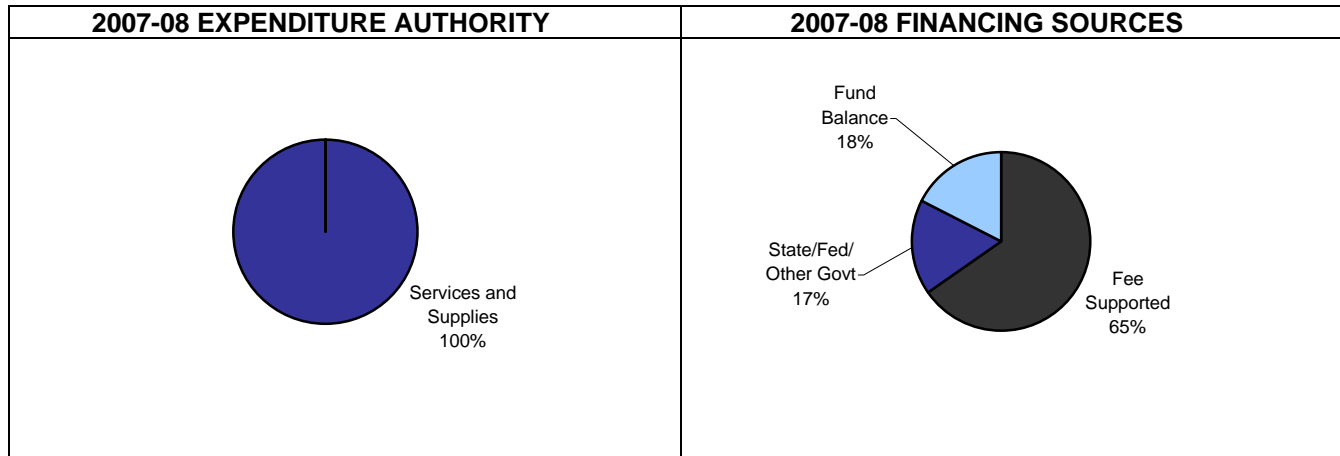 2007-08 EXPENDITURE AUTHORITY
Services and
Supplies
100%
2007-08 FINANCING SOURCES
Fund
Balance
18%
State/Fed/
Other Govt
17%
Fee
Supported
65%